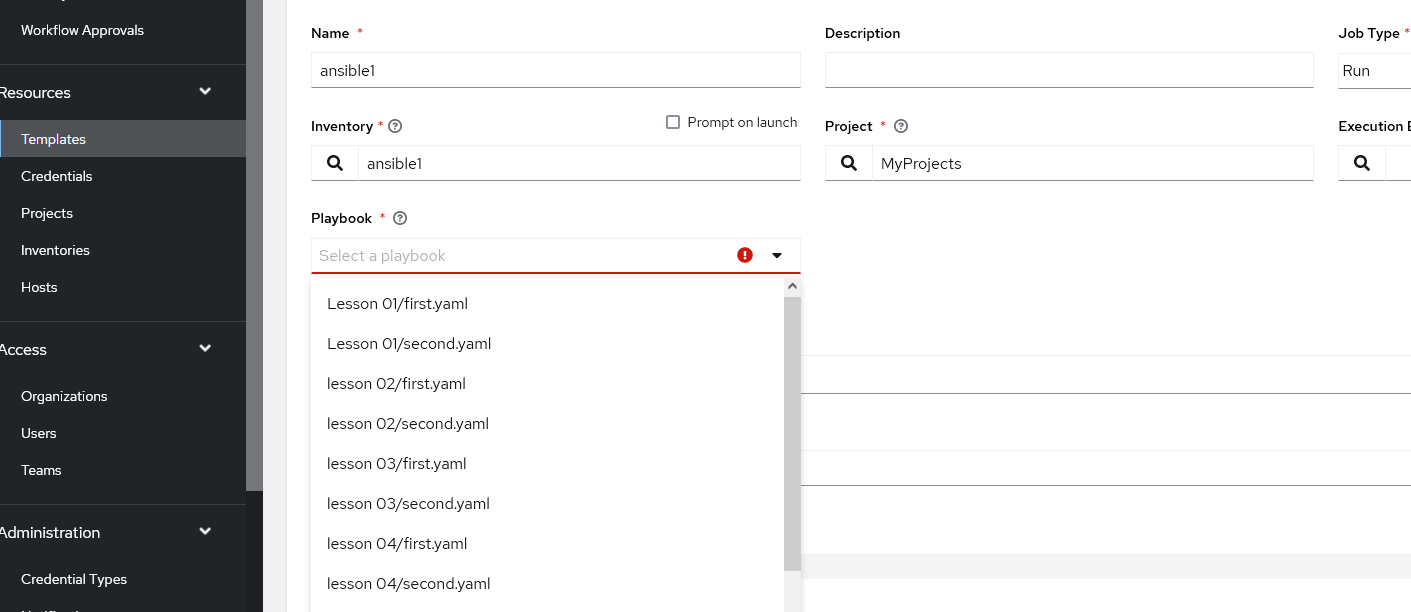 Workflow Approvals
Resources
Templates
Credentials
Projects
Inventories
Hosts
Access
Organizations
Users
Teams
Administration
Credential Types
Name *
ansible1
Description
Job Type *
Run
Inventory *
Prompt on launch
ansible1
Project *
MyProjects
Execution
Playbook *
Select a playbook
Lesson 01/first.yaml
Lesson 01/second.yaml
lesson 02/first.yaml
lesson 02/second.yaml
lesson 03/first.yaml
lesson 03/second.yaml
lesson 04/first.yaml
lesson 04/second.yaml